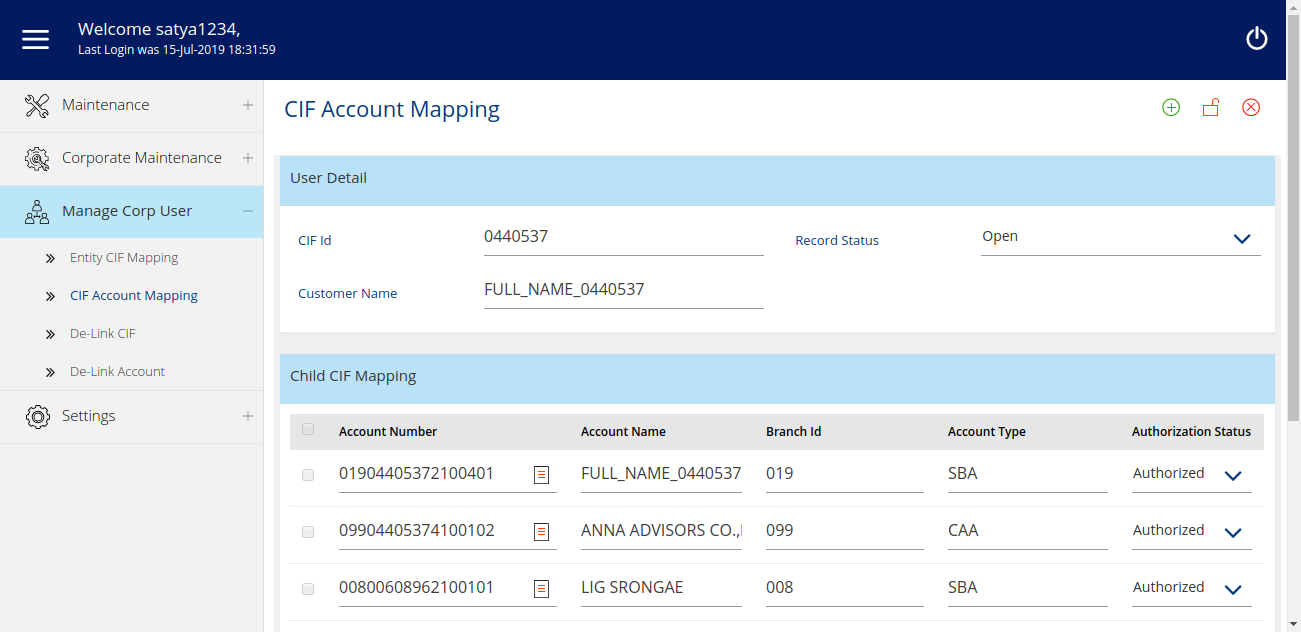 Welcome satya1234,
Last Login was 15-Jul-2019 18:31:59
Maintenance
Corporate Maintenance
Manage Corp User
Entity CIF Mapping
CIF Account Mapping
De-Link CIF
De-Link Account
Settings
CIF Account Mapping
User Detail
CIF Id 0440537 Record Status Open
Customer Name FULL_NAME_0440537
Child CIF Mapping
Account Number Account Name Branch Id Account Type Authorization Status
01904405372100401 FULL_NAME_0440537 019 SBA Authorized
09904405374100102 ANNA ADVISORS CO., 099 CAA Authorized
00800608962100101 LIG SRONGAE 008 SBA Authorized